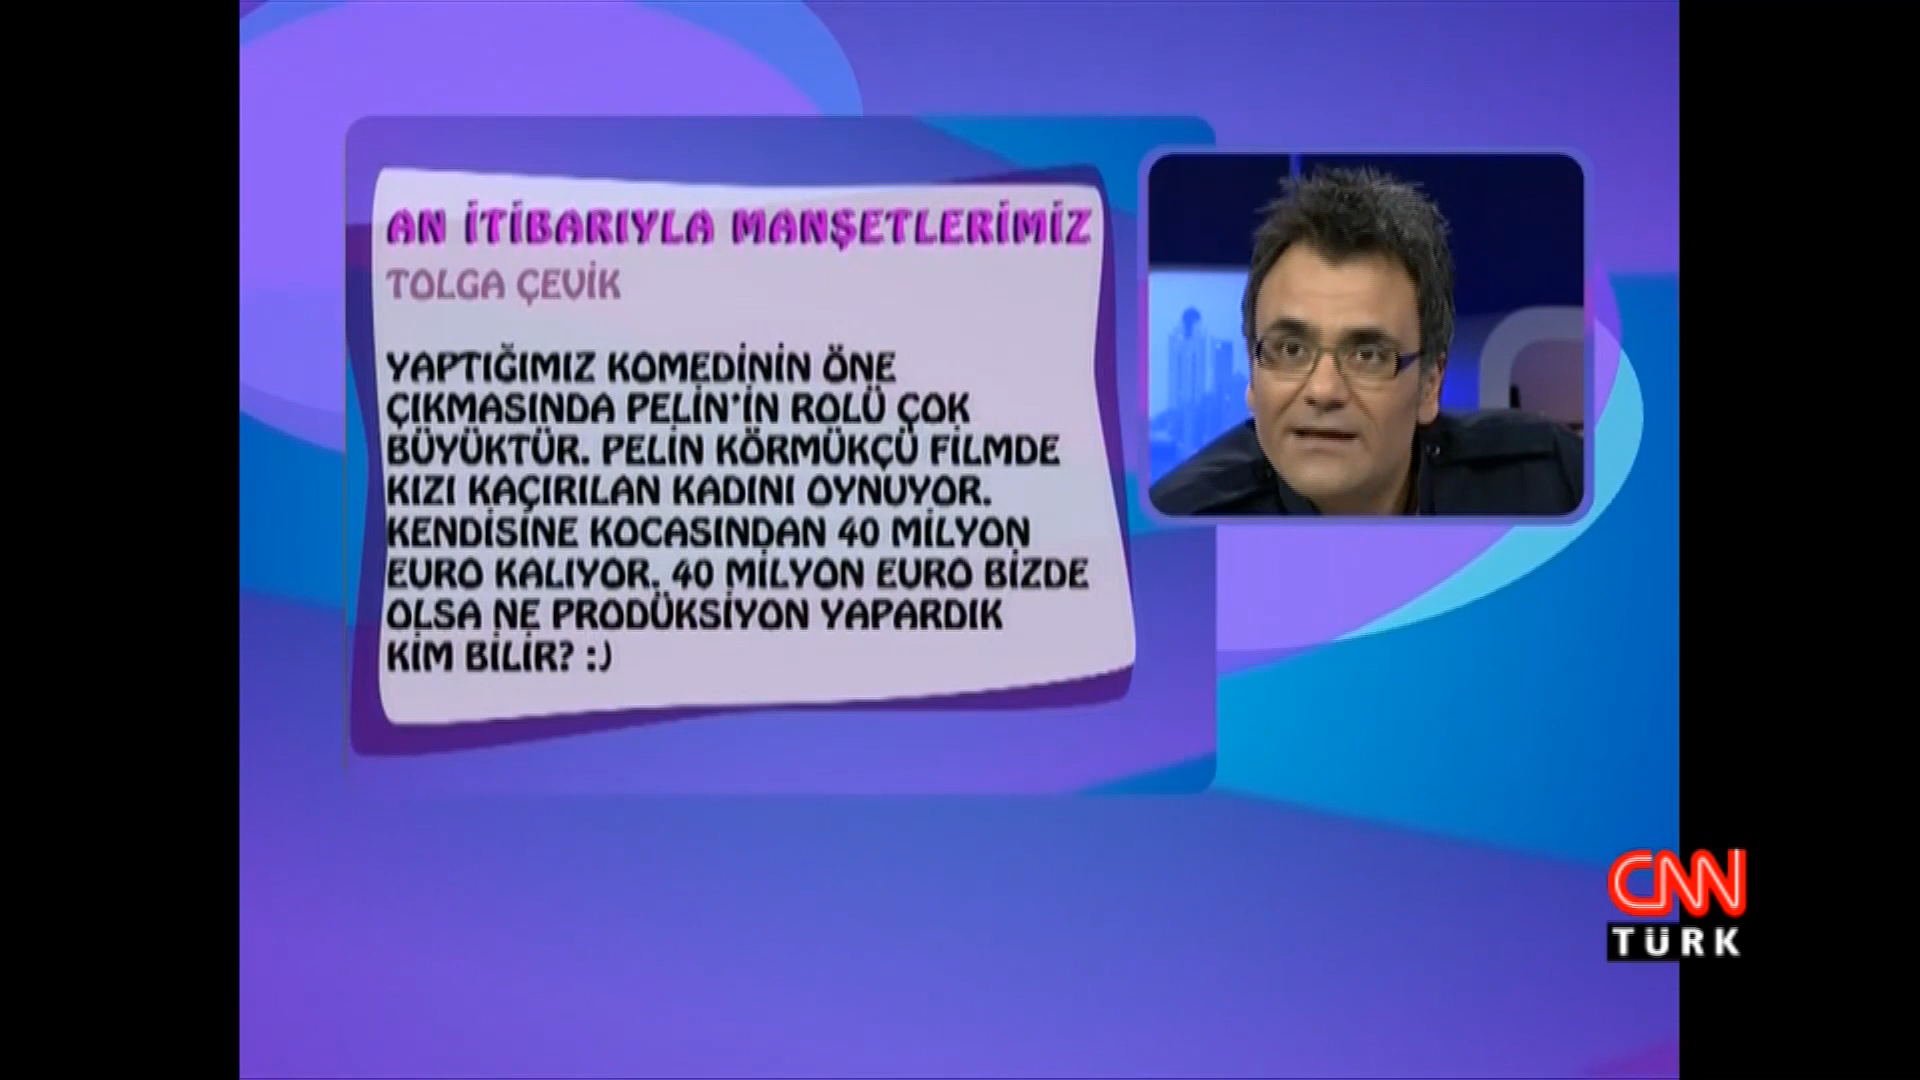 AN İTİBARIYLA MANŞETLERİMİZ
TOLGA ÇEVİK
YAPTIĞIMIZ KOMEDİNİN ÖNE
ÇIKMASINDA PELİN'İN ROLÜ ÇOK
BÜYÜKTÜR. PELİN KÖRMÜKÇÜ FİLMDE
KIZI KAÇIRILAN KADINI OYNUYOR.
KENDİSİNE KOCASINDAN 40 MİLYON
EURO KALIYOR. 40 MİLYON EURO BİZDE
OLSA NE PRODÜKSİYON YAPARDIK
KİM BİLİR? :)
CNN
TÜRK